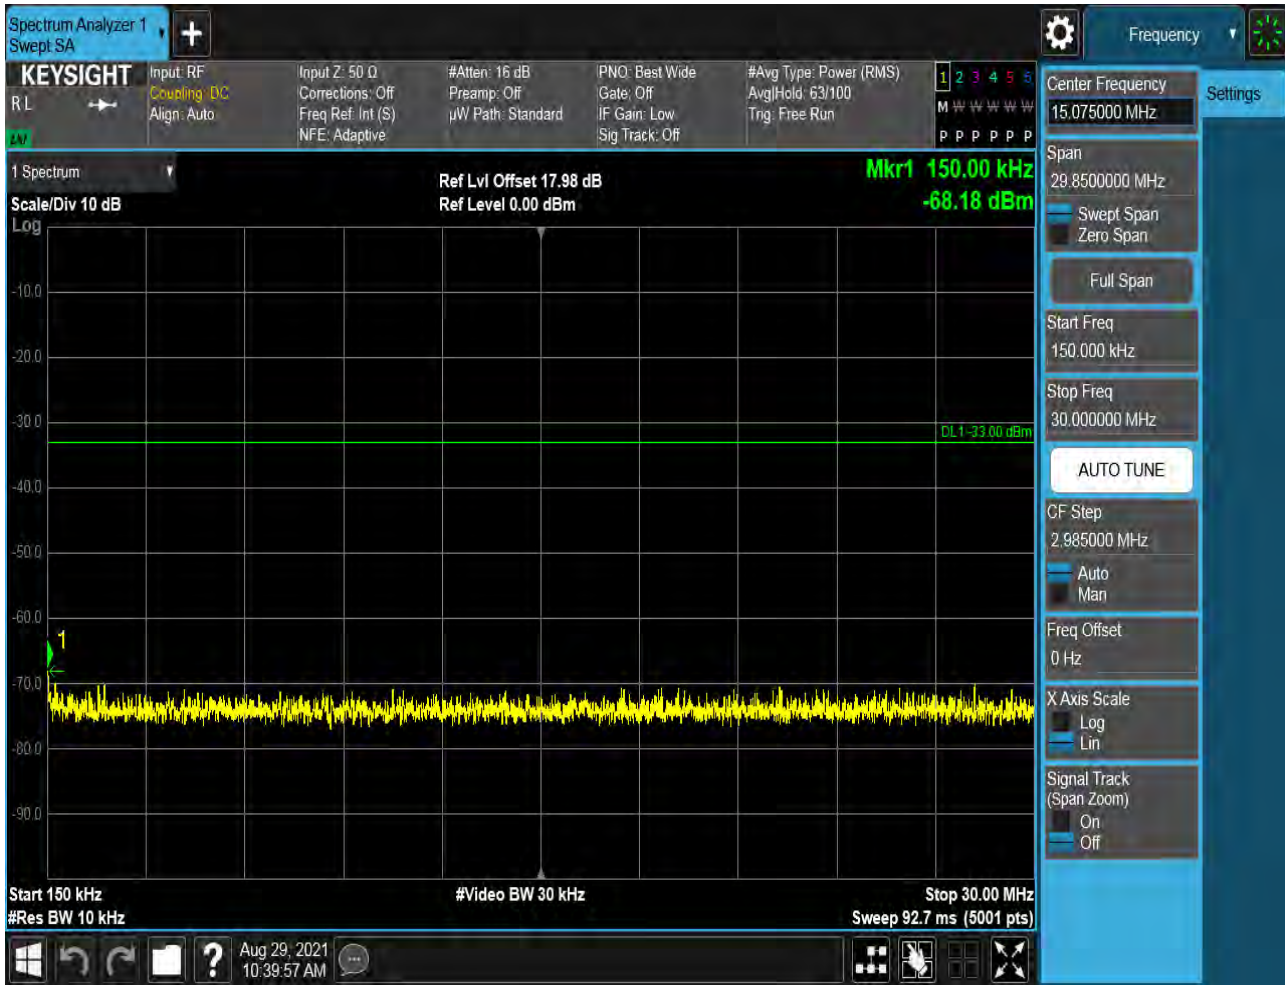 Spectrum Analyzer 1
Swept SA
Frequency
KEYSIGHT
R L
Input: RF
Coupling: DC
Align: Auto
Input Z: 50 Ω
Corrections: Off
Freq Ref: Int (S)
NFE: Adaptive
#Atten: 16 dB
Preamp: Off
µW Path: Standard
PNO: Best Wide
Gate: Off
IF Gain: Low
Sig Track: Off
#Avg Type: Power (RMS)
Avg|Hold: 63/100
Trig: Free Run
1 2 3 4 5 6
M W W W W W
P P P P P P
1 Spectrum
Scale/Div 10 dB
Log
Ref Lvl Offset 17.98 dB
Ref Level 0.00 dBm
Mkr1 150.00 kHz
-68.18 dBm
-10.0
-20.0
-30.0
DL1 -33.00 dBm
-40.0
-50.0
-60.0
1
-70.0
-80.0
-90.0
Start 150 kHz
#Res BW 10 kHz
#Video BW 30 kHz
Stop 30.00 MHz
Sweep 92.7 ms (5001 pts)
Center Frequency
15.075000 MHz
Settings
Span
29.8500000 MHz
Swept Span
Zero Span
Full Span
Start Freq
150.000 kHz
Stop Freq
30.000000 MHz
AUTO TUNE
CF Step
2.985000 MHz
Auto
Man
Freq Offset
0 Hz
X Axis Scale
Log
Lin
Signal Track
(Span Zoom)
On
Off
?
Aug 29, 2021
10:39:57 AM